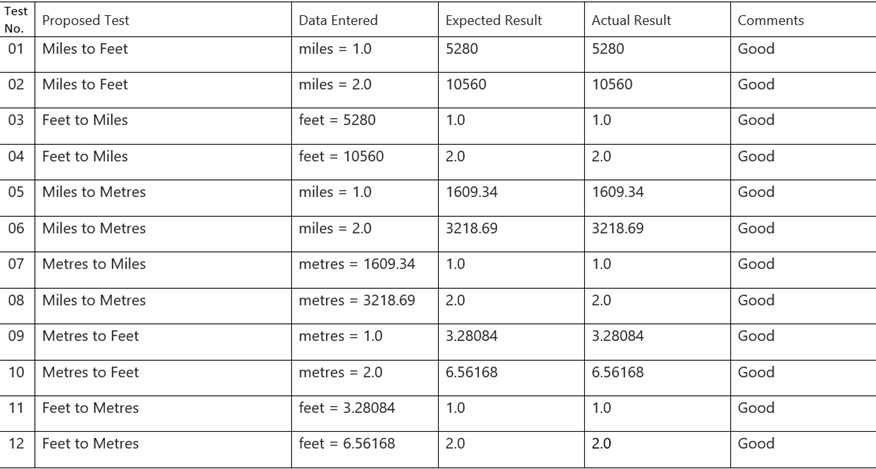 Test No. Proposed Test Data Entered Expected Result Actual Result Comments
01 Miles to Feet miles = 1.0 5280 5280 Good
02 Miles to Feet miles = 2.0 10560 10560 Good
03 Feet to Miles feet = 5280 1.0 1.0 Good
04 Feet to Miles feet = 10560 2.0 2.0 Good
05 Miles to Metres miles = 1.0 1609.34 1609.34 Good
06 Miles to Metres miles = 2.0 3218.69 3218.69 Good
07 Metres to Miles metres = 1609.34 1.0 1.0 Good
08 Miles to Metres metres = 3218.69 2.0 2.0 Good
09 Metres to Feet metres = 1.0 3.28084 3.28084 Good
10 Metres to Feet metres = 2.0 6.56168 6.56168 Good
11 Feet to Metres feet = 3.28084 1.0 1.0 Good
12 Feet to Metres feet = 6.56168 2.0 2.0 Good